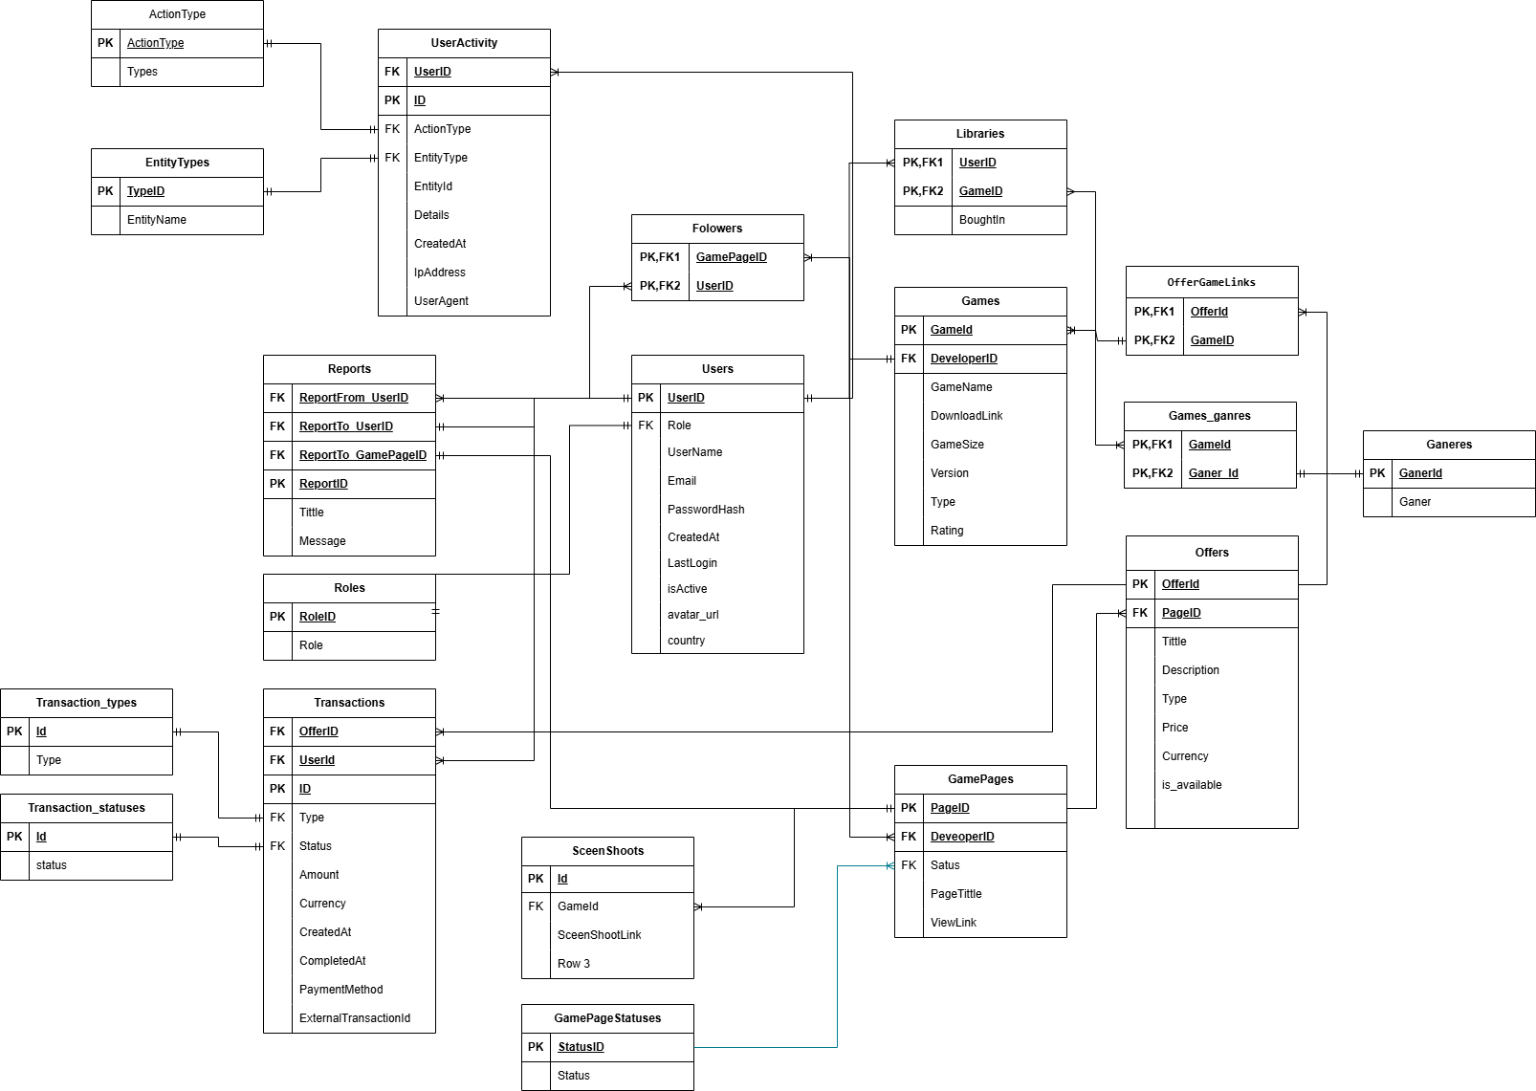 ActionType
PK ActionType
Types
EntityTypes
PK TypeID
EntityName
UserActivity
FK UserID
PK ID
FK ActionType
FK EntityType
EntityId
Details
CreatedAt
IpAddress
UserAgent
Folowers
PK,FK1 GamePageID
PK,FK2 UserID
Libraries
PK,FK1 UserID
PK,FK2 GameID
BoughtIn
Games
PK GameId
FK DeveloperID
GameName
DownloadLink
GameSize
Version
Type
Rating
OfferGameLinks
PK,FK1 OfferId
PK,FK2 GameID
Games_ganres
PK,FK1 GameId
PK,FK2 Ganer_Id
Ganeres
PK GanerId
Ganer
Reports
FK ReportFrom_UserID
FK ReportTo_UserID
FK ReportTo_GamePageID
PK ReportID
Tittle
Message
Users
PK UserID
FK Role
UserName
Email
PasswordHash
CreatedAt
LastLogin
isActive
avatar_url
country
Roles
PK RoleID
Role
Offers
PK OfferId
FK PageID
Tittle
Description
Type
Price
Currency
is_available
Transaction_types
PK Id
Type
Transaction_statuses
PK Id
status
Transactions
FK OfferID
FK UserId
PK ID
FK Type
FK Status
Amount
Currency
CreatedAt
CompletedAt
PaymentMethod
ExternalTransactionId
GamePages
PK PageID
FK DeveoperID
FK Satus
PageTittle
ViewLink
SceenShoots
PK Id
FK GameId
SceenShootLink
Row 3
GamePageStatuses
PK StatusID
Status